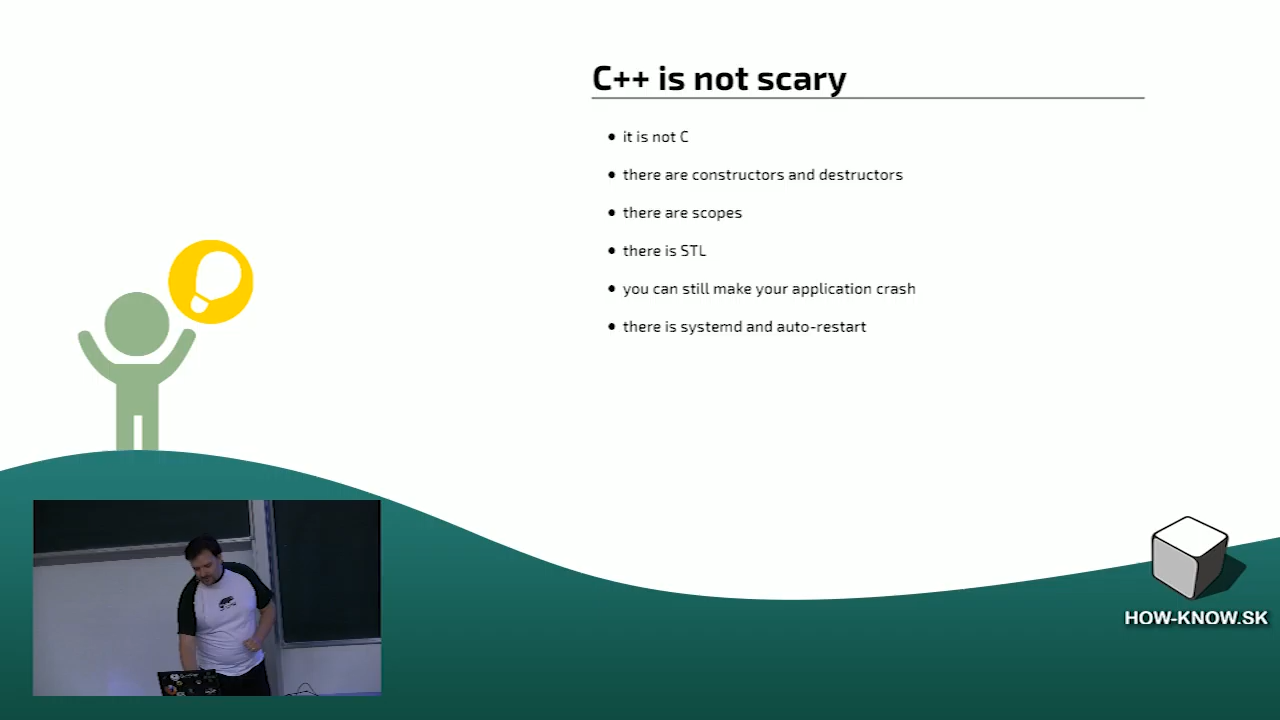 C++ is not scary
it is not C
there are constructors and destructors
there are scopes
there is STL
you can still make your application crash
there is systemd and auto-restart
HOW-KNOW.SK